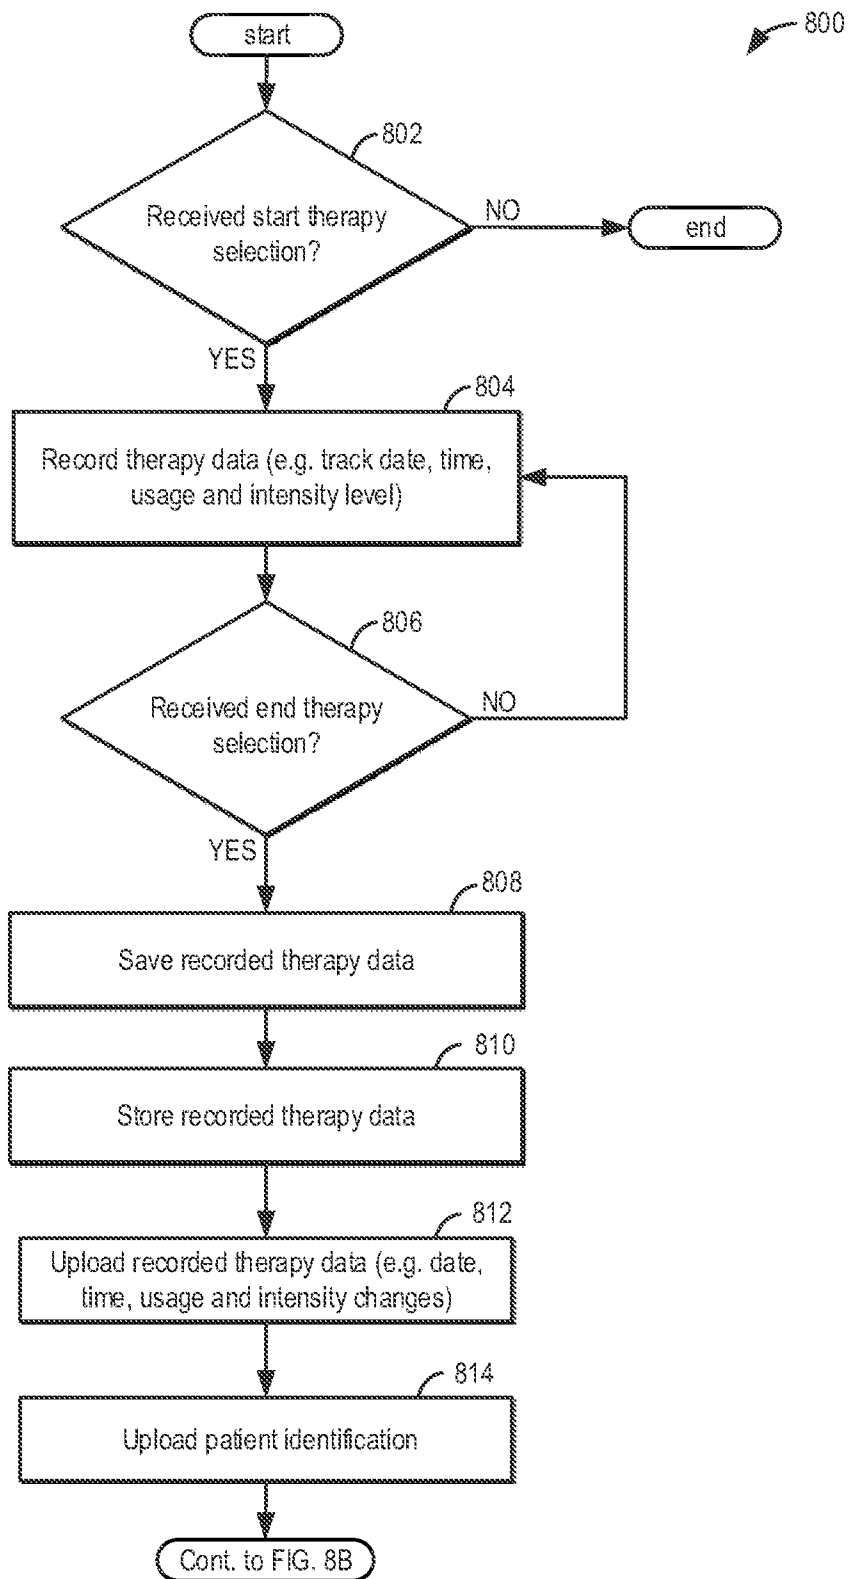 start
800
802
Received start therapy
selection?
NO
end
YES
804
Record therapy data (e.g. track date, time,
usage and intensity level)
806
Received end therapy
selection?
NO
YES
808
Save recorded therapy data
810
Store recorded therapy data
812
Upload recorded therapy data (e.g. date,
time, usage and intensity changes)
814
Upload patient identification
Cont. to FIG. 8B